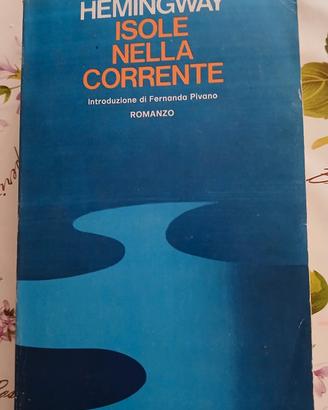 HEMINGWAY
ISOLE
NELLA
CORRENTE
Introduzione di Fernanda Pivano
ROMANZO